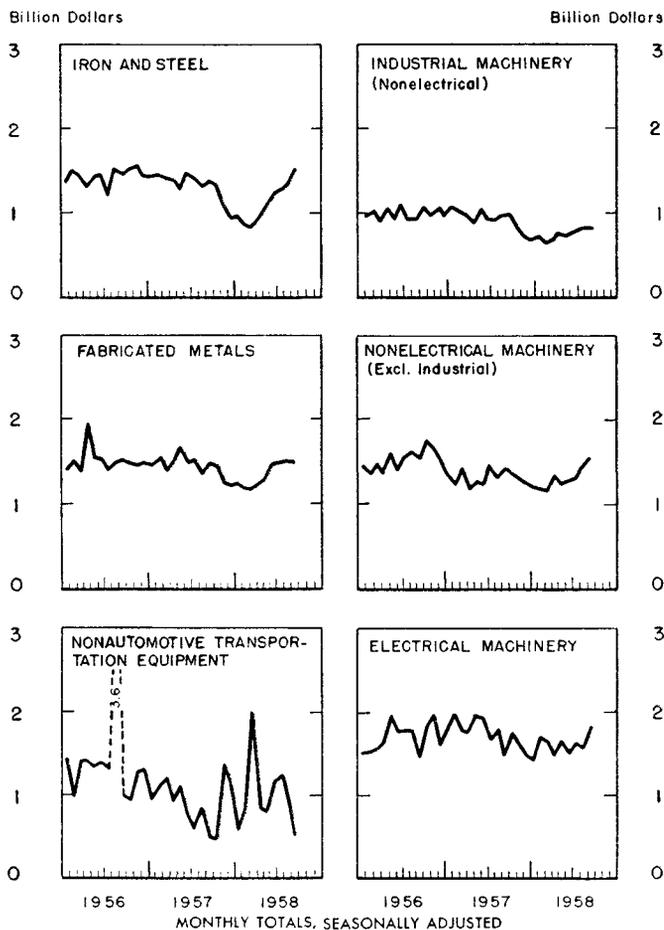 Billion Dollars Billion Dollars
3 IRON AND STEEL INDUSTRIAL MACHINERY 3
(Nonelectrical)
2 2
1 1
0 0
3 FABRICATED METALS NONELECTRICAL MACHINERY 3
(Excl. Industrial)
2 2
1 1
0 0
3 NONAUTOMOTIVE TRANSPOR- ELECTRICAL MACHINERY 3
TATION EQUIPMENT
3.6
2 2
1 1
0 0
1956 1957 1958 1956 1957 1958
MONTHLY TOTALS, SEASONALLY ADJUSTED